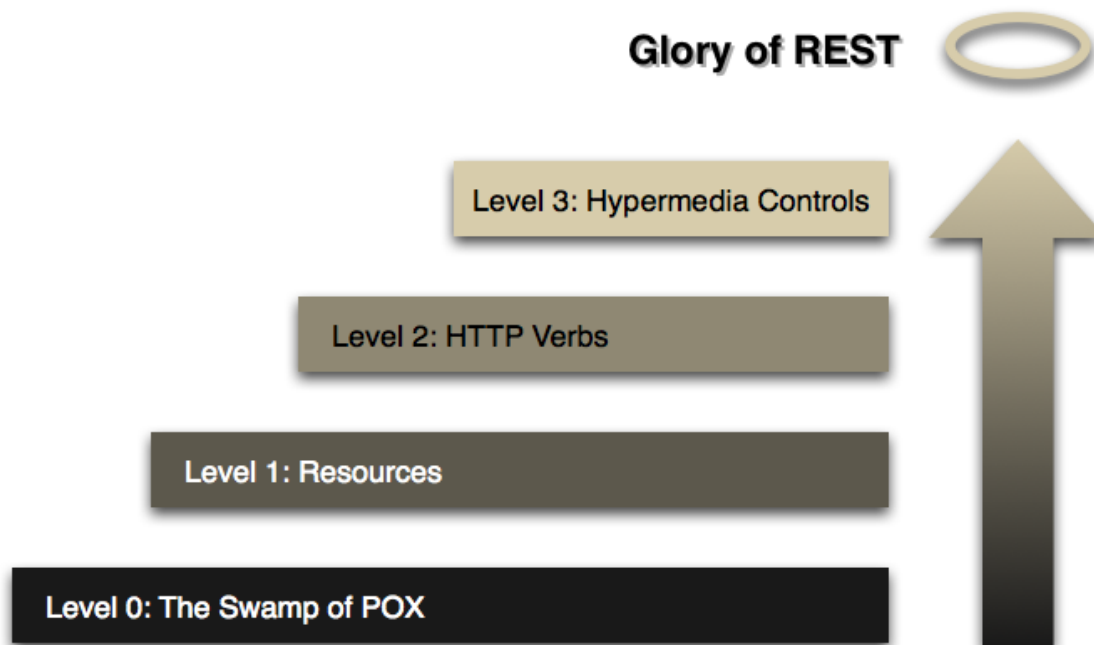 Glory of REST
Level 3: Hypermedia Controls
Level 2: HTTP Verbs
Level 1: Resources
Level 0: The Swamp of POX